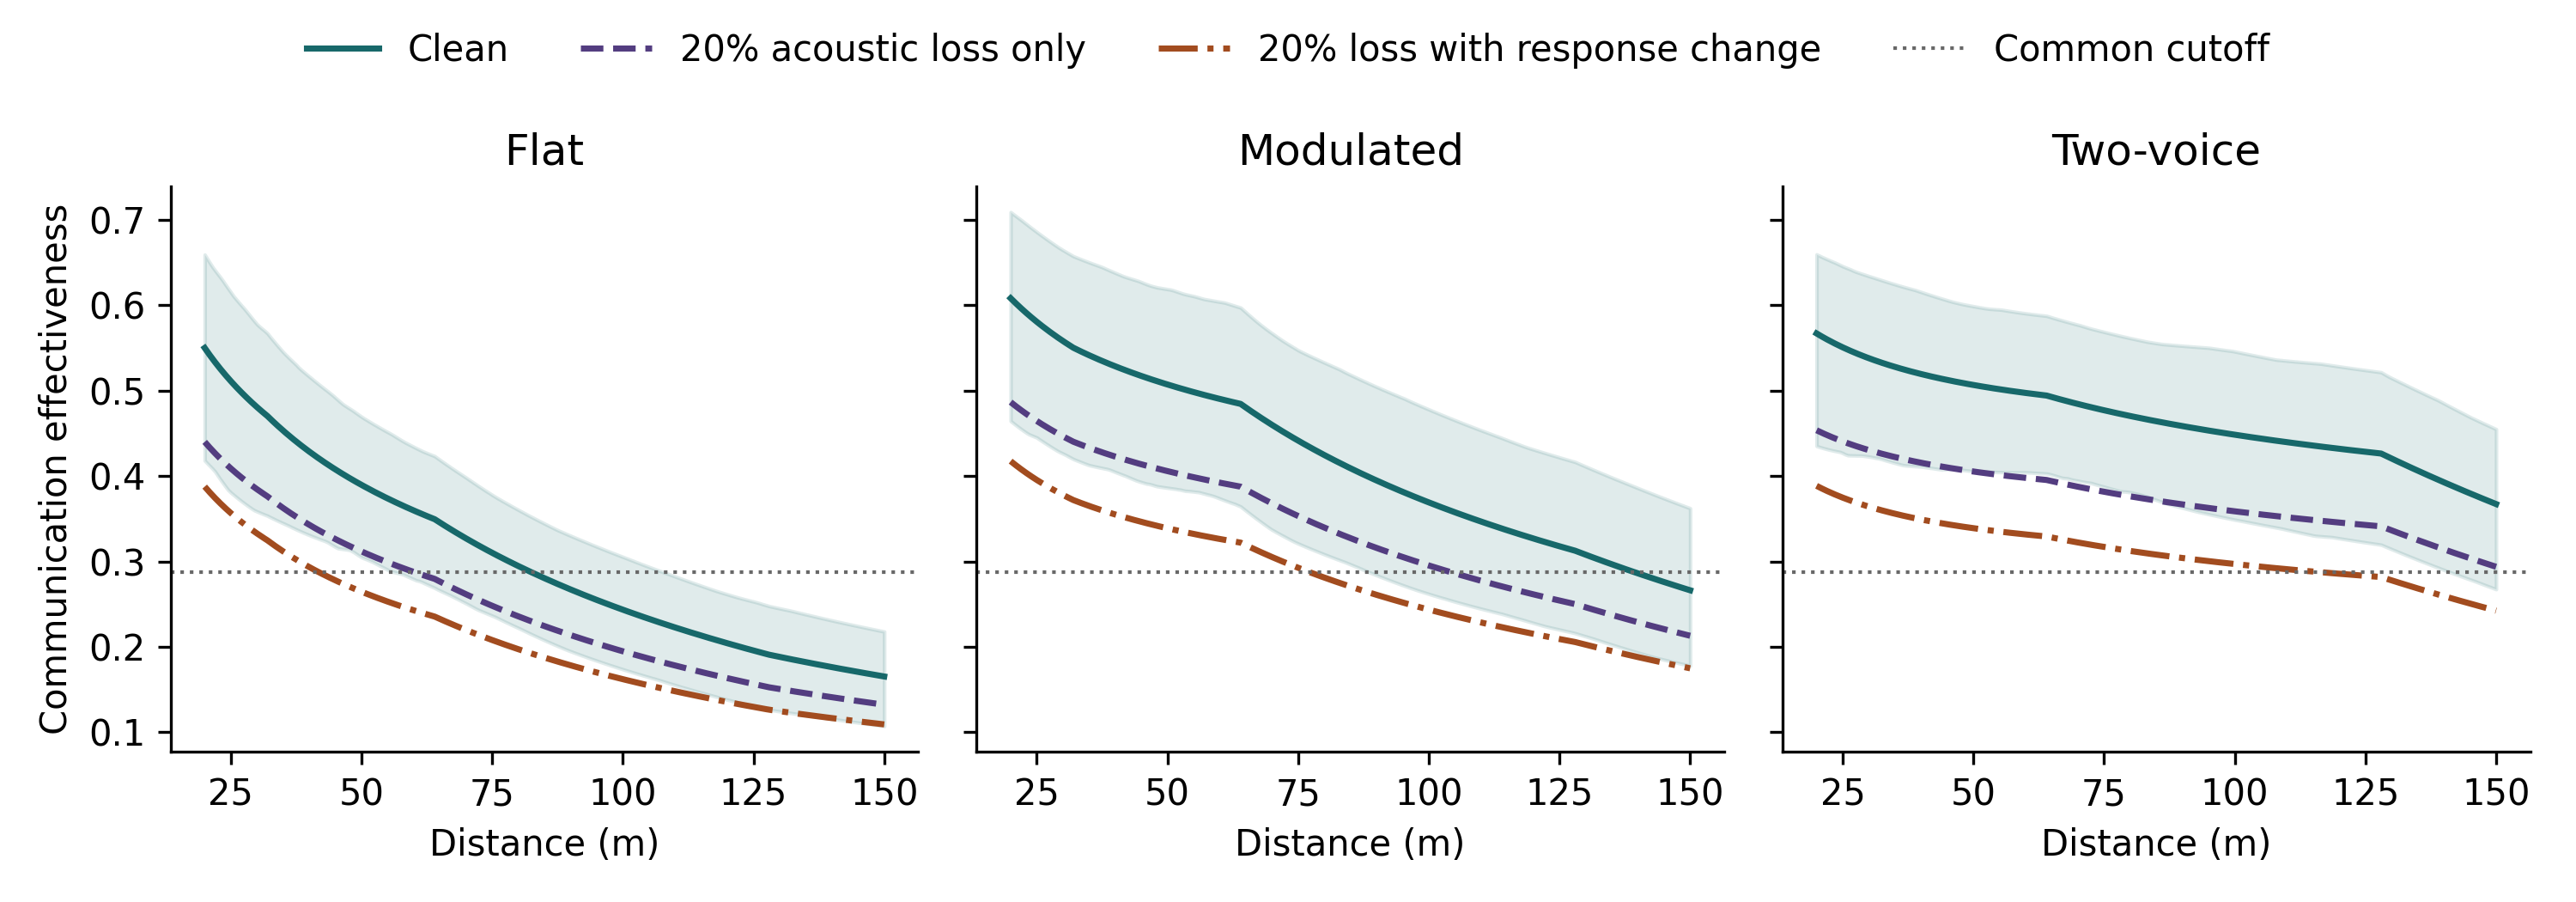 Clean 20% acoustic loss only 20% loss with response change Common cutoff
Flat Modulated Two-voice
Communication effectiveness
0.7
0.6
0.5
0.4
0.3
0.2
0.1
25 50 75 100 125 150 25 50 75 100 125 150 25 50 75 100 125 150
Distance (m) Distance (m) Distance (m)